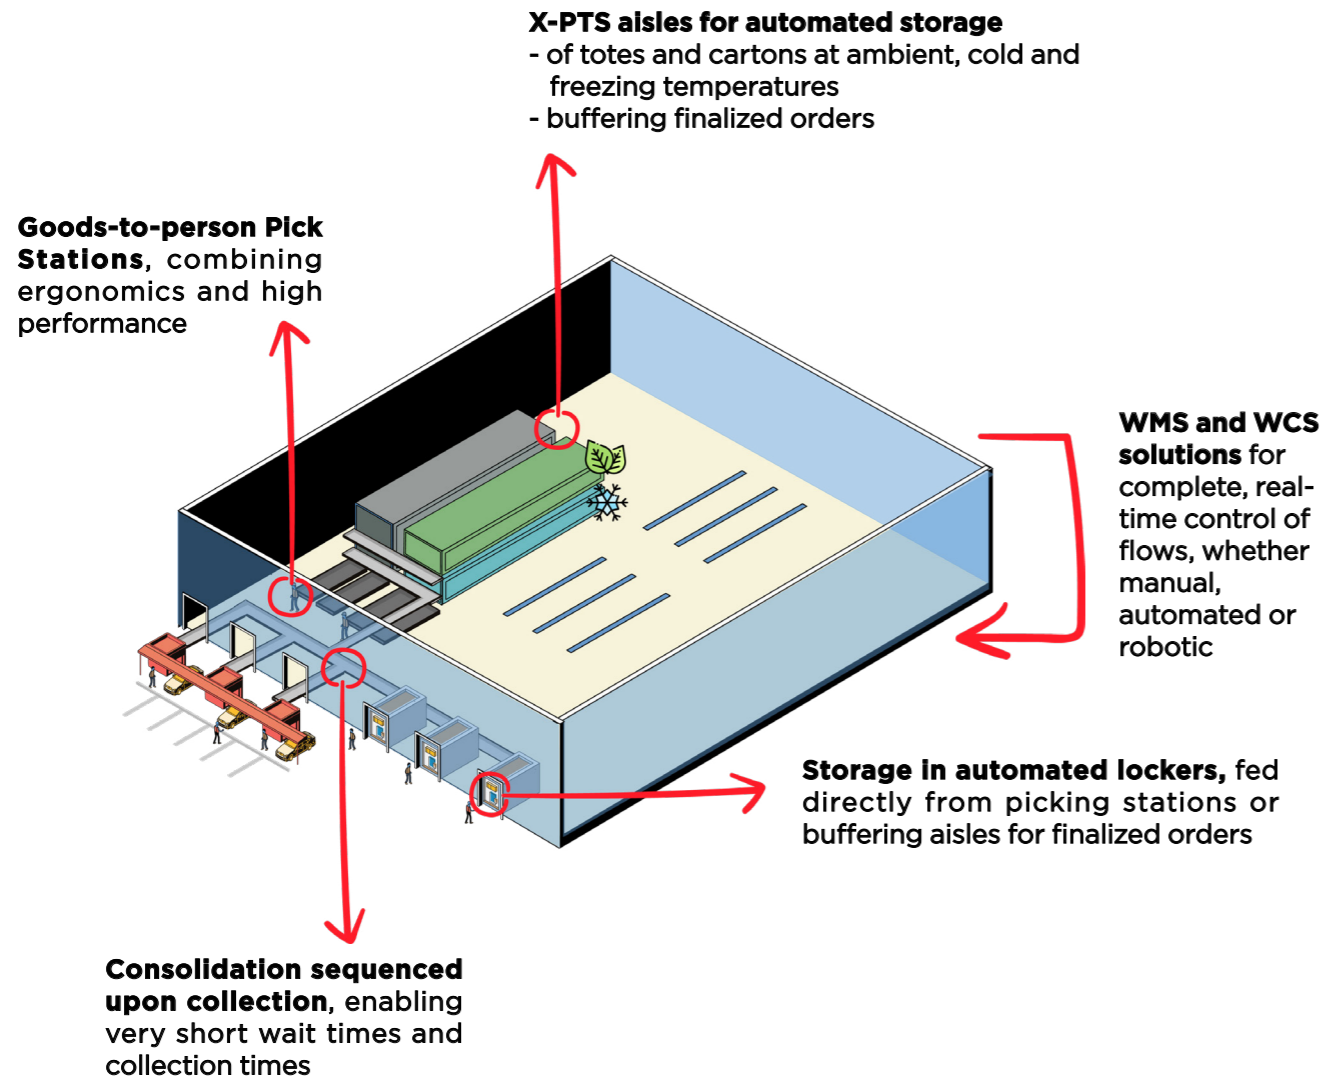 X-PTS aisles for automated storage
- of totes and cartons at ambient, cold and
freezing temperatures
- buffering finalized orders
Goods-to-person Pick
Stations, combining
ergonomics and high
performance
WMS and WCS
solutions for
complete, real-
time control of
flows, whether
manual,
automated or
robotic
Storage in automated lockers, fed
directly from picking stations or
buffering aisles for finalized orders
Consolidation sequenced
upon collection, enabling
very short wait times and
collection times